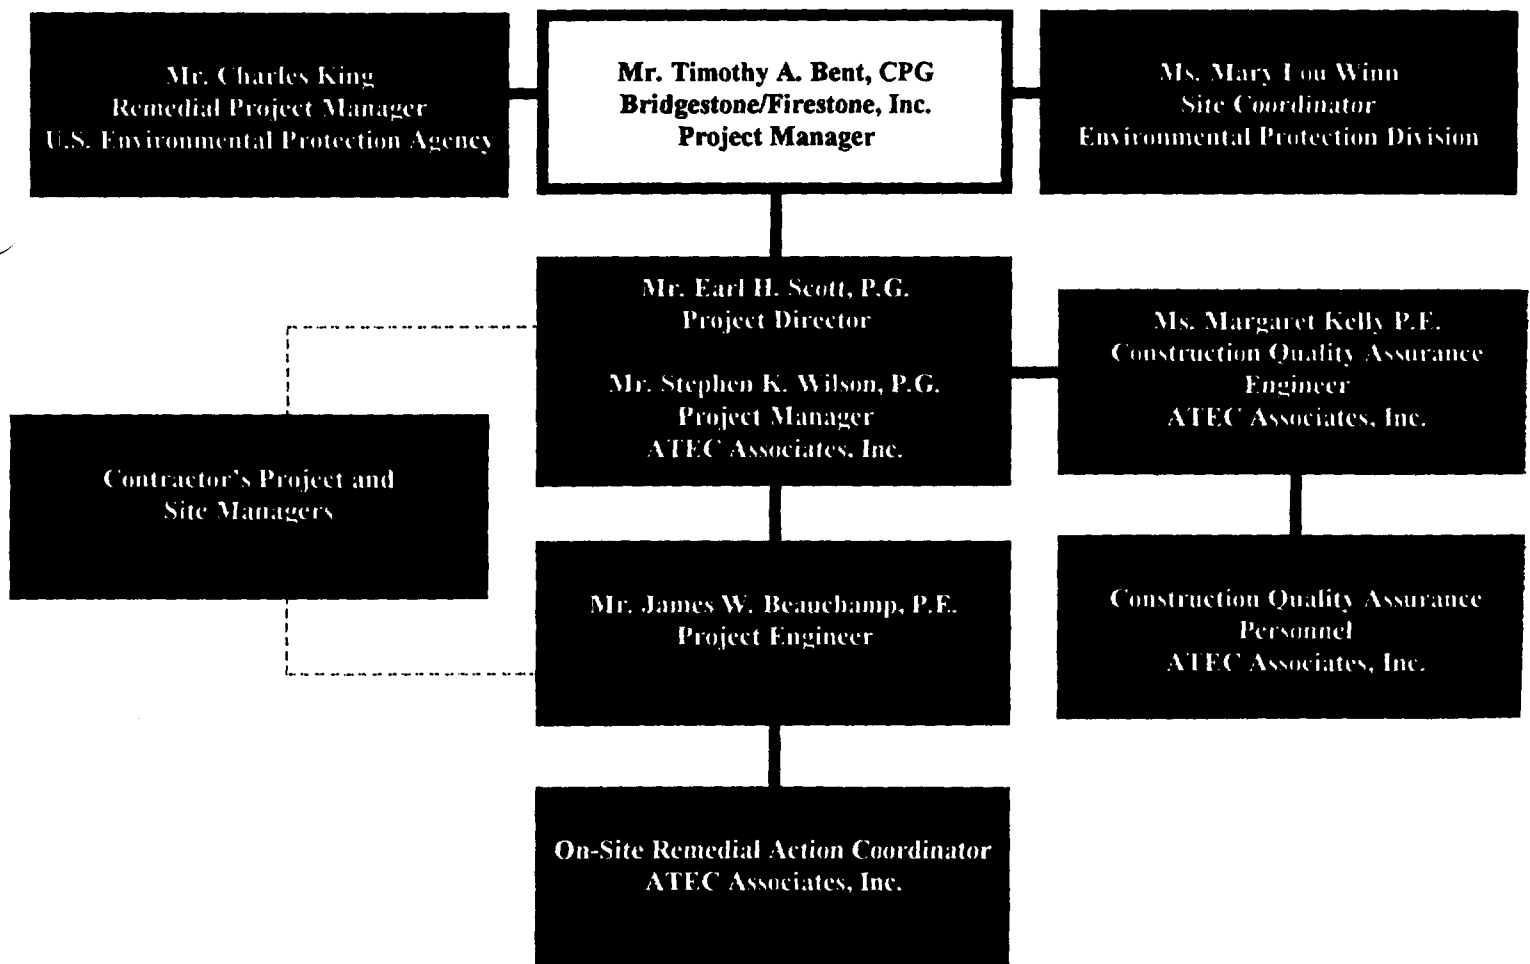 Mr. Charles King
Remedial Project Manager
U.S. Environmental Protection Agency
Mr. Timothy A. Bent, CPG
Bridgestone/Firestone, Inc.
Project Manager
Ms. Mary Lou Winn
Site Coordinator
Environmental Protection Division
Mr. Earl H. Scott, P.G.
Project Director
Mr. Stephen K. Wilson, P.G.
Project Manager
ATEC Associates, Inc.
Ms. Margaret Kelly P.E.
Construction Quality Assurance
Engineer
ATEC Associates, Inc.
Contractor's Project and
Site Managers
Mr. James W. Beauchamp, P.E.
Project Engineer
Construction Quality Assurance
Personnel
ATEC Associates, Inc.
On-Site Remedial Action Coordinator
ATEC Associates, Inc.